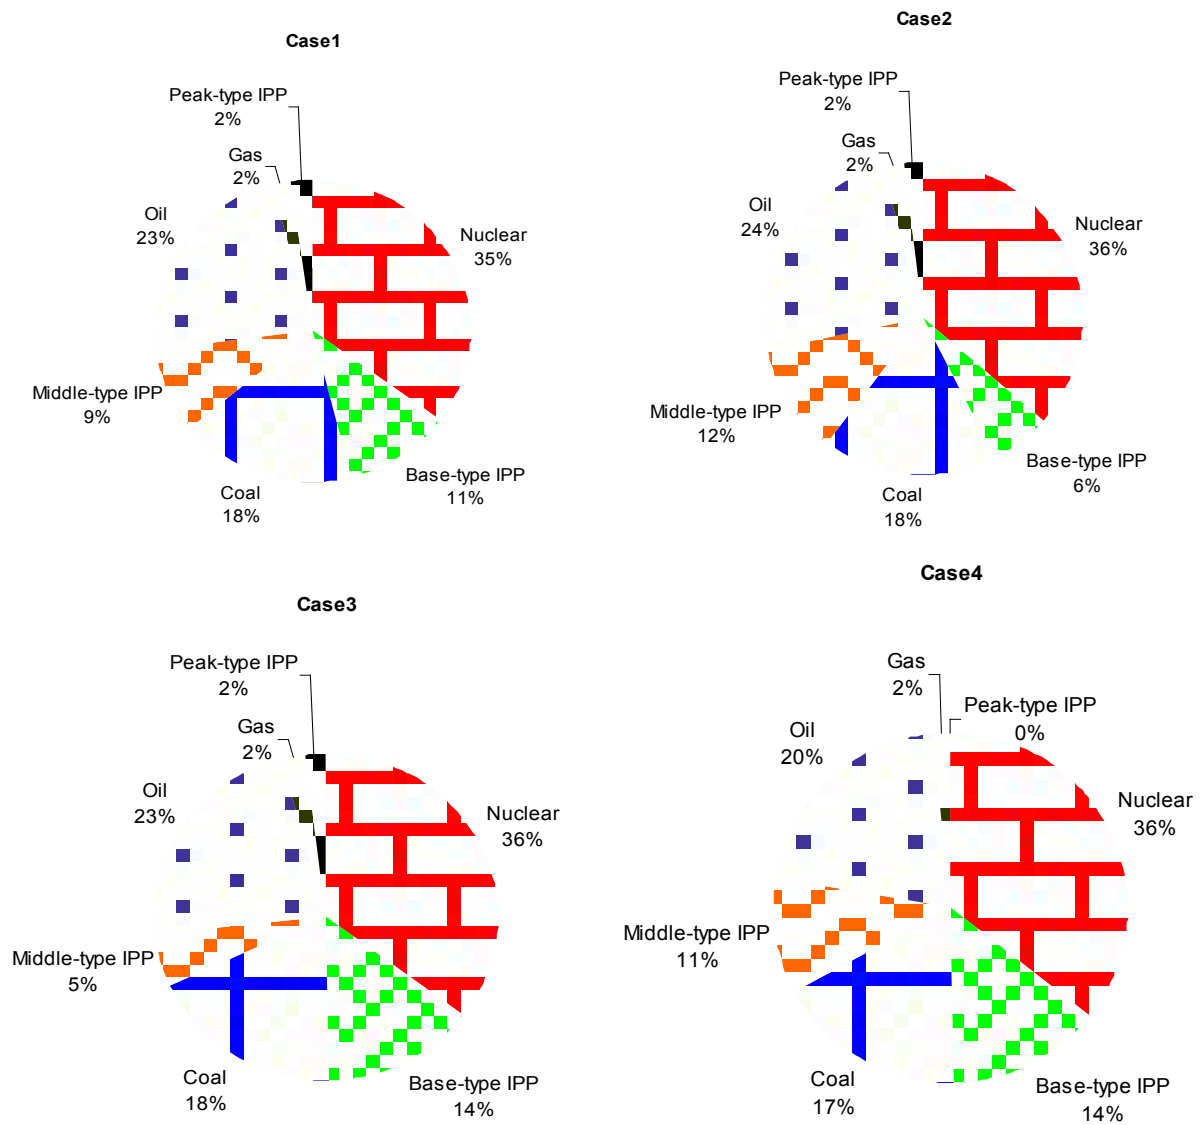 Case1
Peak-type IPP
2%
Gas
2%
Oil
23%
Nuclear
35%
Middle-type IPP
9%
Base-type IPP
11%
Coal
18%
Case2
Peak-type IPP
2%
Gas
2%
Oil
24%
Nuclear
36%
Middle-type IPP
12%
Base-type IPP
6%
Coal
18%
Case3
Peak-type IPP
2%
Gas
2%
Oil
23%
Nuclear
36%
Middle-type IPP
5%
Coal
18%
Base-type IPP
14%
Case4
Gas
2%
Peak-type IPP
0%
Oil
20%
Nuclear
36%
Middle-type IPP
11%
Coal
17%
Base-type IPP
14%